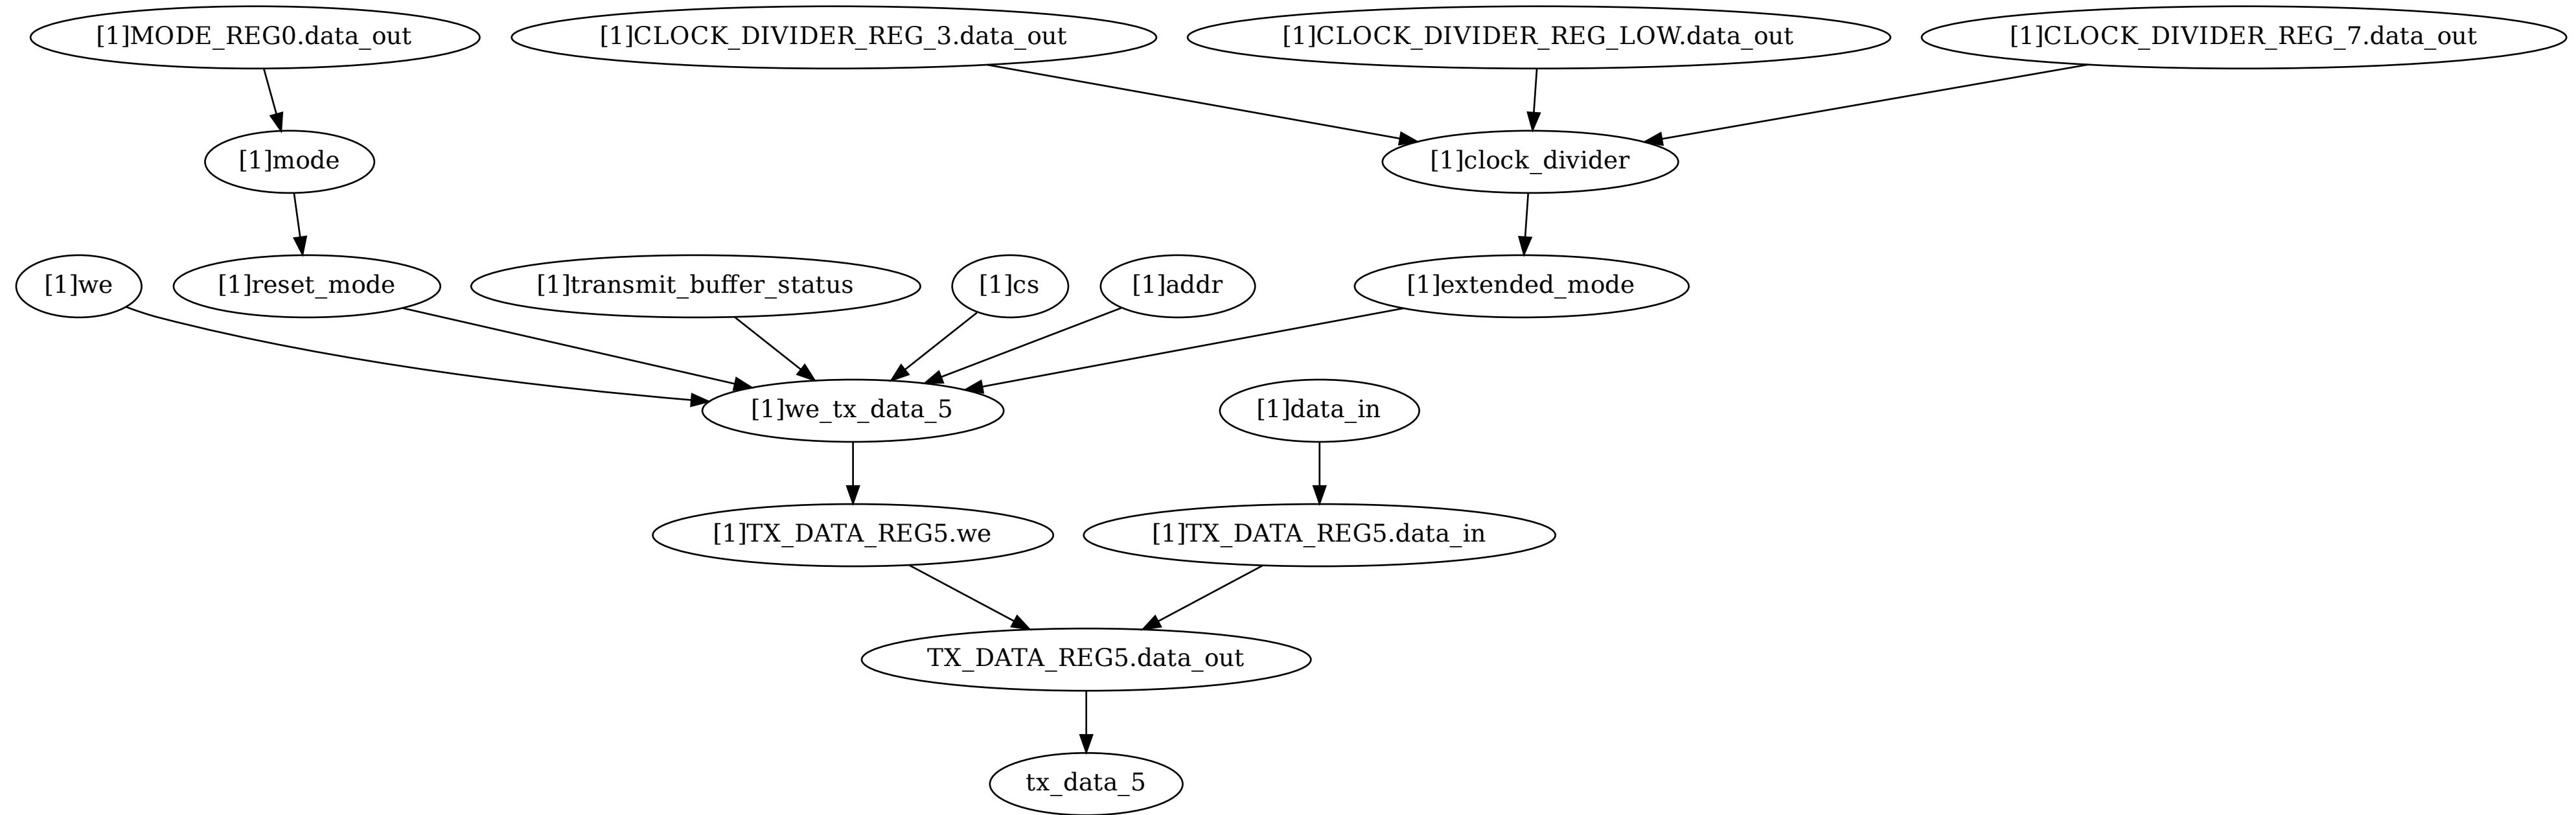 [1]MODE_REG0.data_out
[1]CLOCK_DIVIDER_REG_3.data_out
[1]CLOCK_DIVIDER_REG_LOW.data_out
[1]CLOCK_DIVIDER_REG_7.data_out
[1]mode
[1]clock_divider
[1]we
[1]reset_mode
[1]transmit_buffer_status
[1]cs
[1]addr
[1]extended_mode
[1]we_tx_data_5
[1]data_in
[1]TX_DATA_REG5.we
[1]TX_DATA_REG5.data_in
TX_DATA_REG5.data_out
tx_data_5